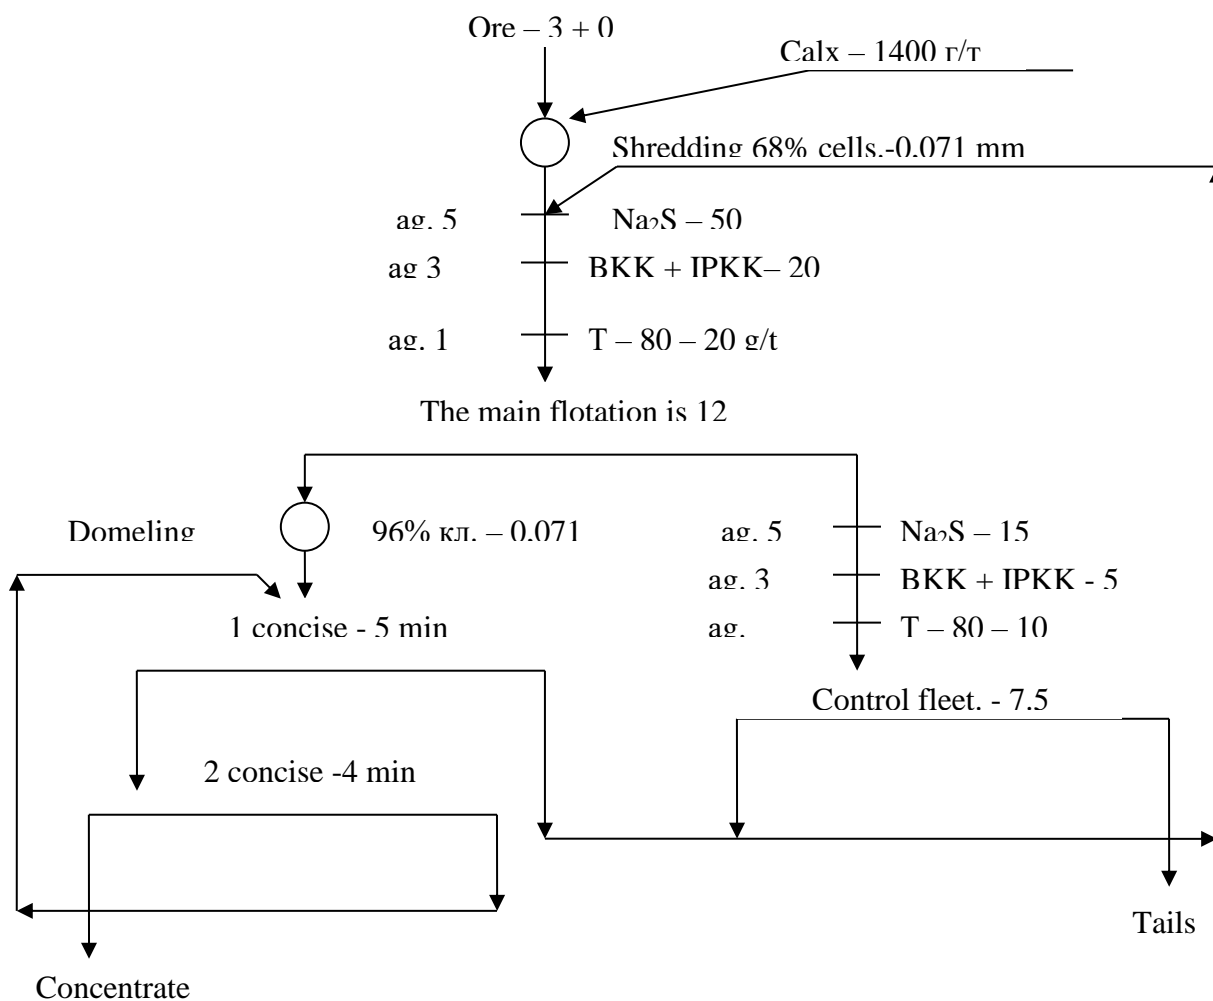 Ore – 3 + 0
Calx – 1400 г/т
Shredding 68% cells.-0.071 mm
ag. 5 Na₂S – 50
ag 3 BKK + IPKK– 20
ag. 1 T – 80 – 20 g/t
The main flotation is 12
Domeling 96% кл. – 0.071
ag. 5 Na₂S – 15
ag. 3 BKK + IPKK - 5
1 concise - 5 min
ag. T – 80 – 10
Control fleet. - 7.5
2 concise -4 min
Tails
Concentrate